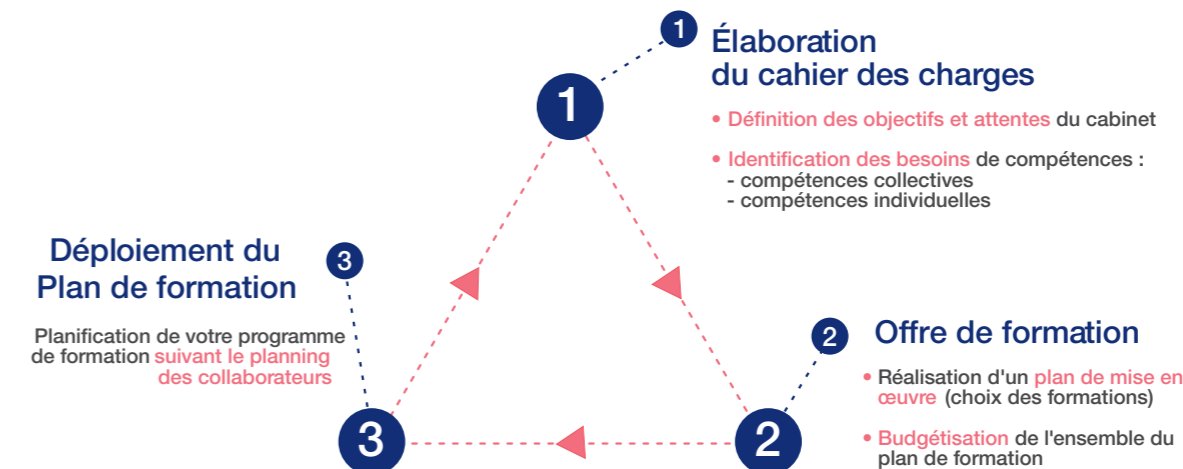 1
1
Élaboration
du cahier des charges
• Définition des objectifs et attentes du cabinet
• Identification des besoins de compétences :
- compétences collectives
- compétences individuelles
2
2
Offre de formation
• Réalisation d'un plan de mise en
œuvre (choix des formations)
• Budgétisation de l'ensemble du
plan de formation
3
3
Déploiement du
Plan de formation
Planification de votre programme
de formation suivant le planning
des collaborateurs